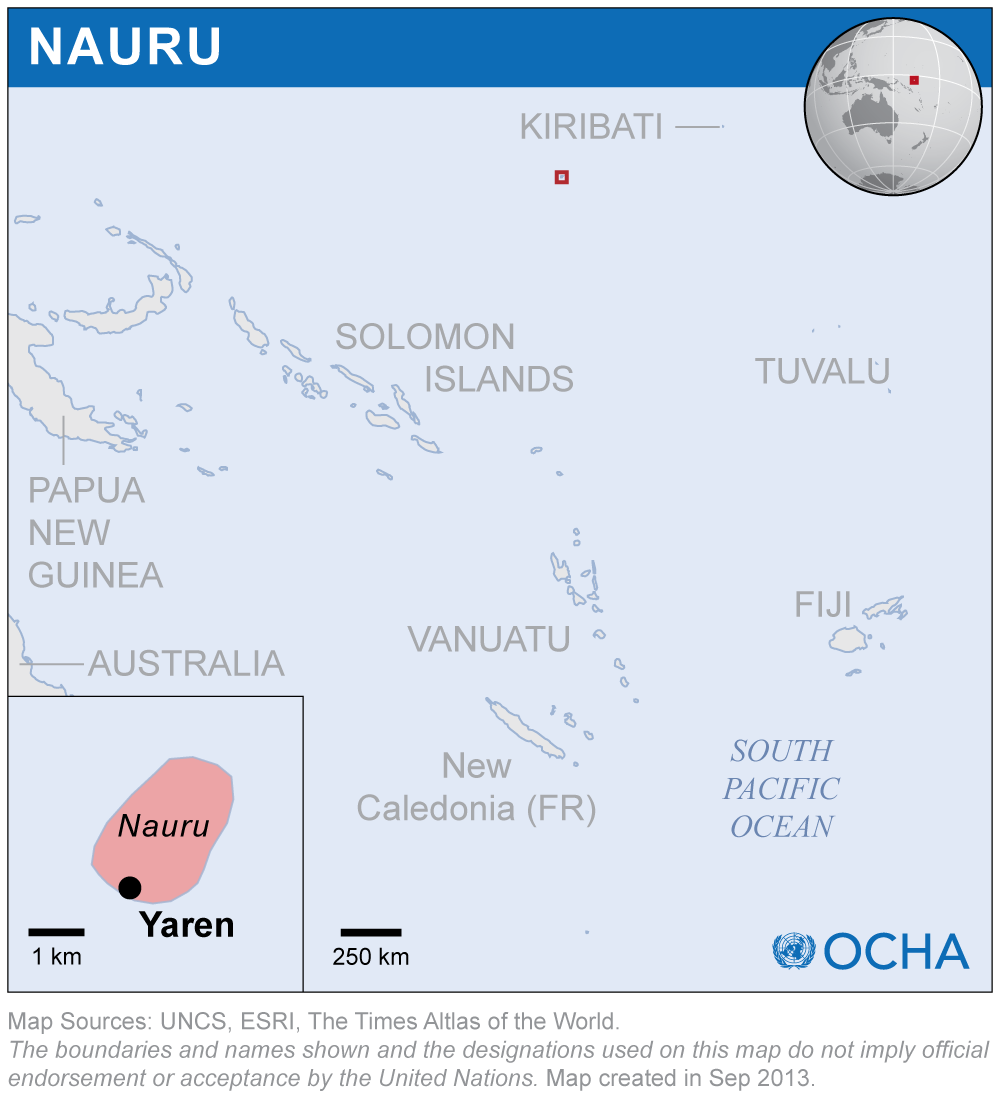 NAURU
KIRIBATI
SOLOMON
ISLANDS
TUVALU
PAPUA
NEW
GUINEA
FIJI
VANUATU
AUSTRALIA
New
Caledonia (FR)
SOUTH
PACIFIC
OCEAN
Nauru
Yaren
1 km
250 km
OCHA
Map Sources: UNCS, ESRI, The Times Altlas of the World.
The boundaries and names shown and the designations used on this map do not imply official
endorsement or acceptance by the United Nations. Map created in Sep 2013.